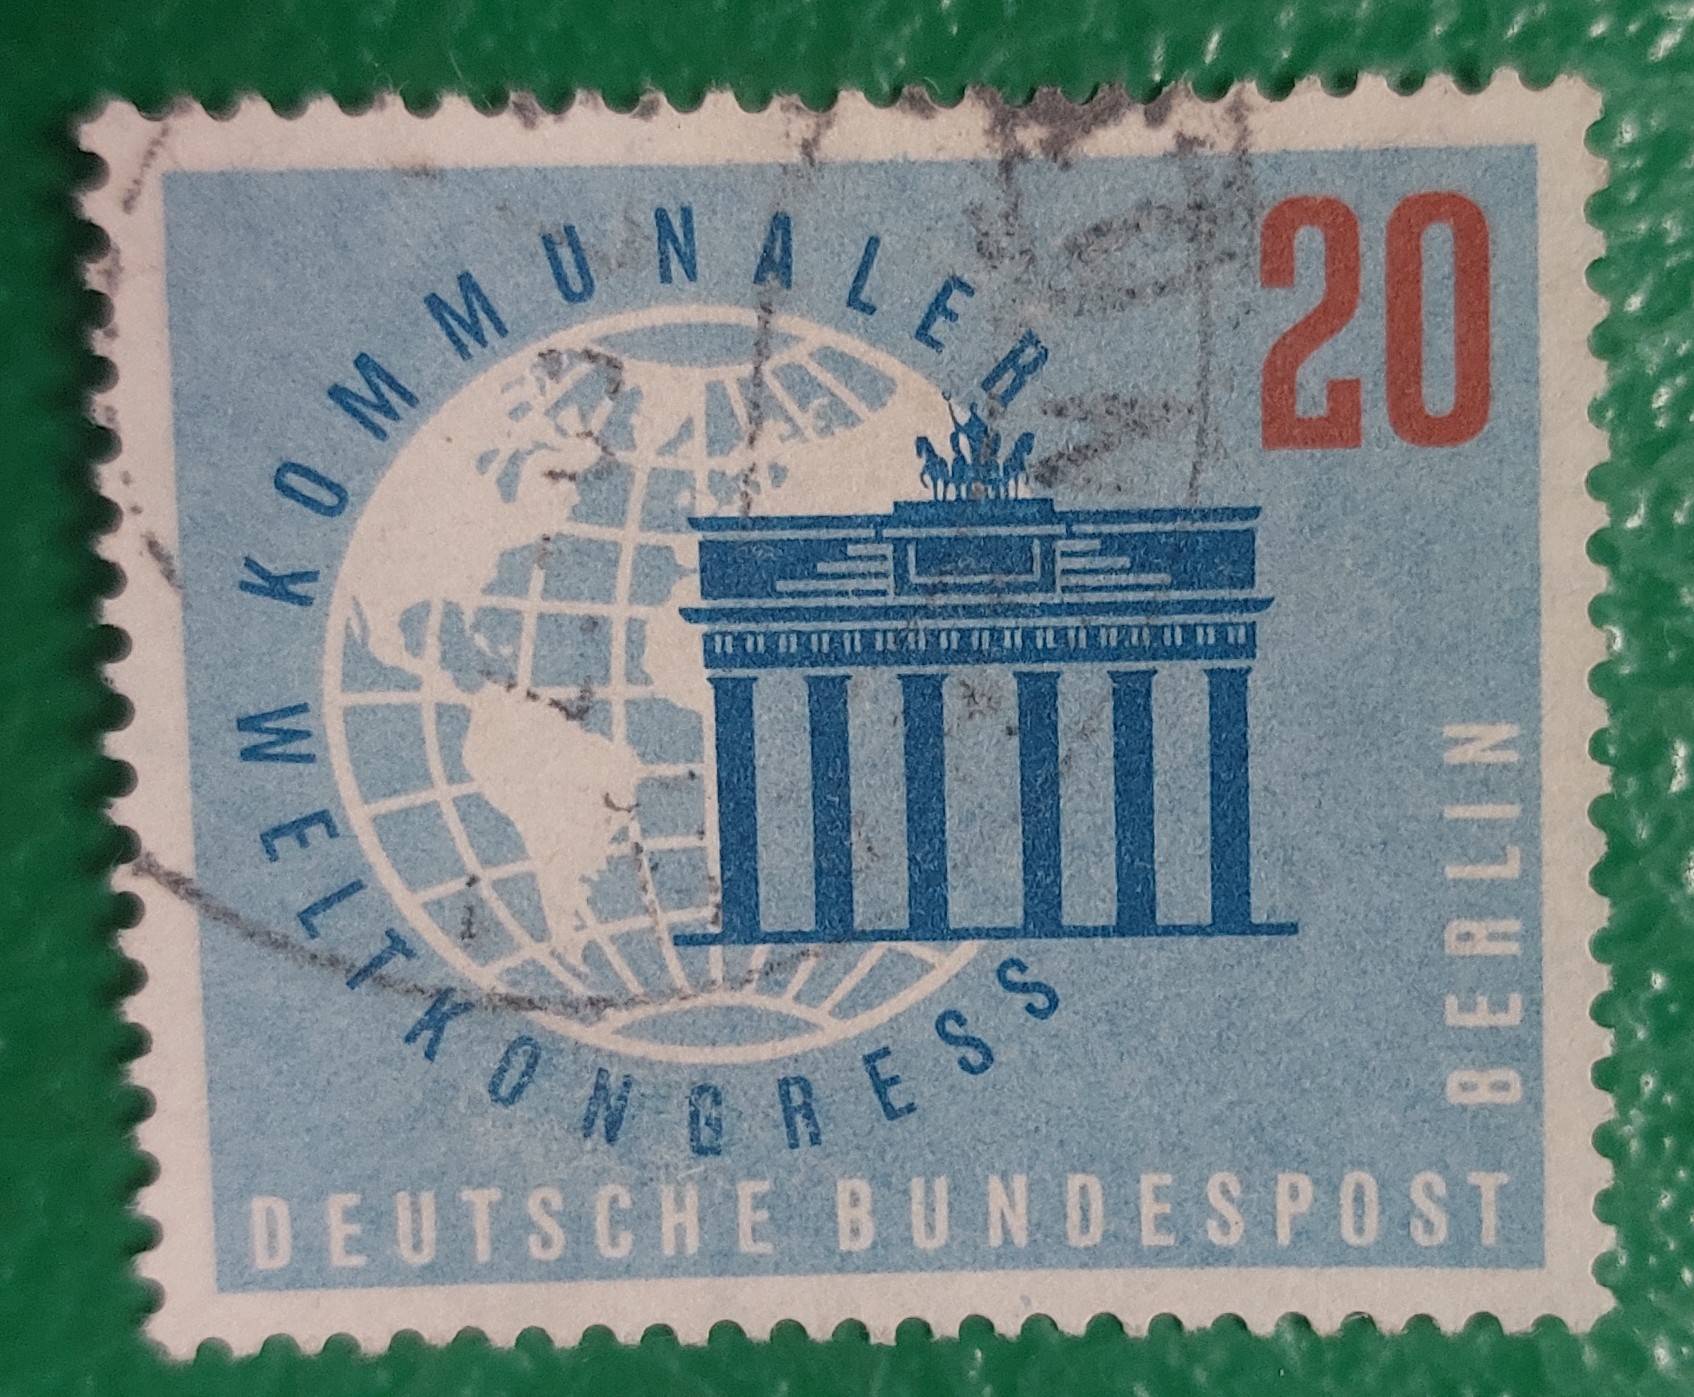 KOMMUNALER
WELTKONGRESS
20
BERLIN
DEUTSCHE BUNDESPOST